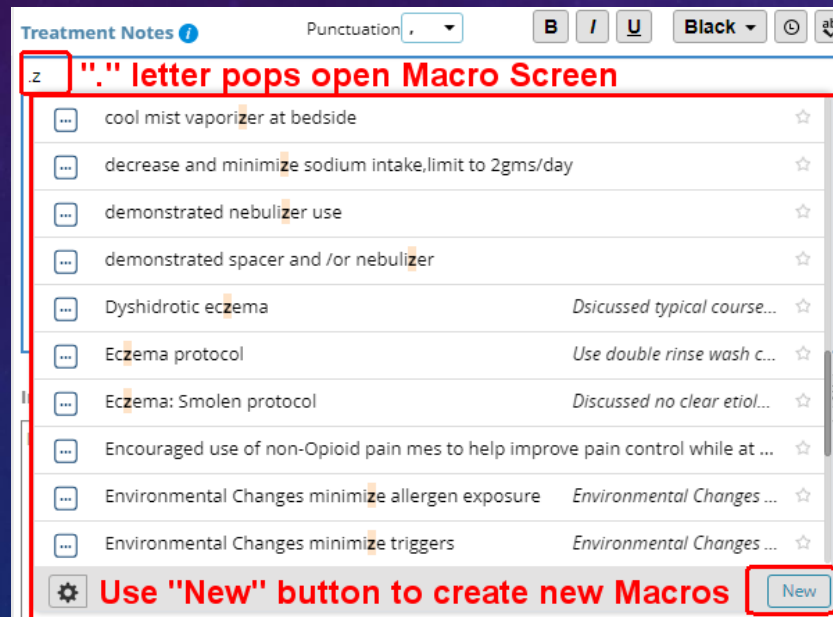 Treatment Notes i Punctuation , B I U Black
.z "." letter pops open Macro Screen
cool mist vaporizer at bedside
decrease and minimize sodium intake,limit to 2gms/day
demonstrated nebulizer use
demonstrated spacer and /or nebulizer
Dyshidrotic eczema Dsicussed typical course...
Eczema protocol Use double rinse wash c...
Eczema: Smolen protocol Discussed no clear etiol...
Encouraged use of non-Opioid pain mes to help improve pain control while at ...
Environmental Changes minimize allergen exposure Environmental Changes ...
Environmental Changes minimize triggers Environmental Changes ...
Use "New" button to create new Macros New